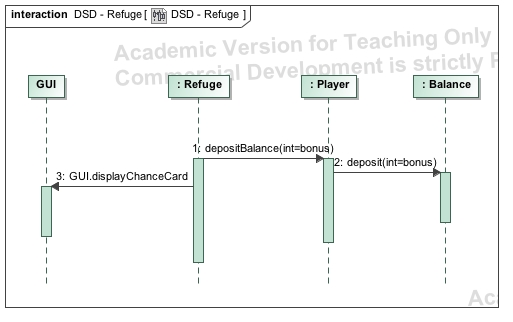 interaction DSD - Refuge [ DSD - Refuge ]
Academic Version for Teaching Only
Commercial Development is strictly P
GUI
: Refuge
: Player
: Balance
1: depositBalance(int=bonus)
2: deposit(int=bonus)
3: GUI.displayChanceCard
Aca